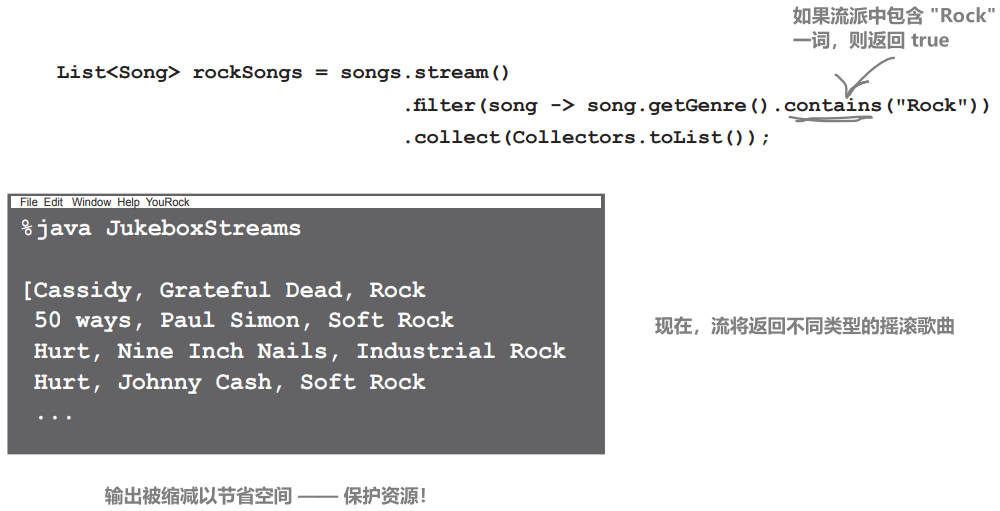 如果流派中包含 "Rock"
一词，则返回 true
List<Song> rockSongs = songs.stream()
.filter(song -> song.getGenre().contains("Rock"))
.collect(Collectors.toList());
File Edit Window Help YouRock
%java JukeboxStreams
[Cassidy, Grateful Dead, Rock
50 ways, Paul Simon, Soft Rock
Hurt, Nine Inch Nails, Industrial Rock
Hurt, Johnny Cash, Soft Rock
...
现在，流将返回不同类型的摇滚歌曲
输出被缩减以节省空间 —— 保护资源！